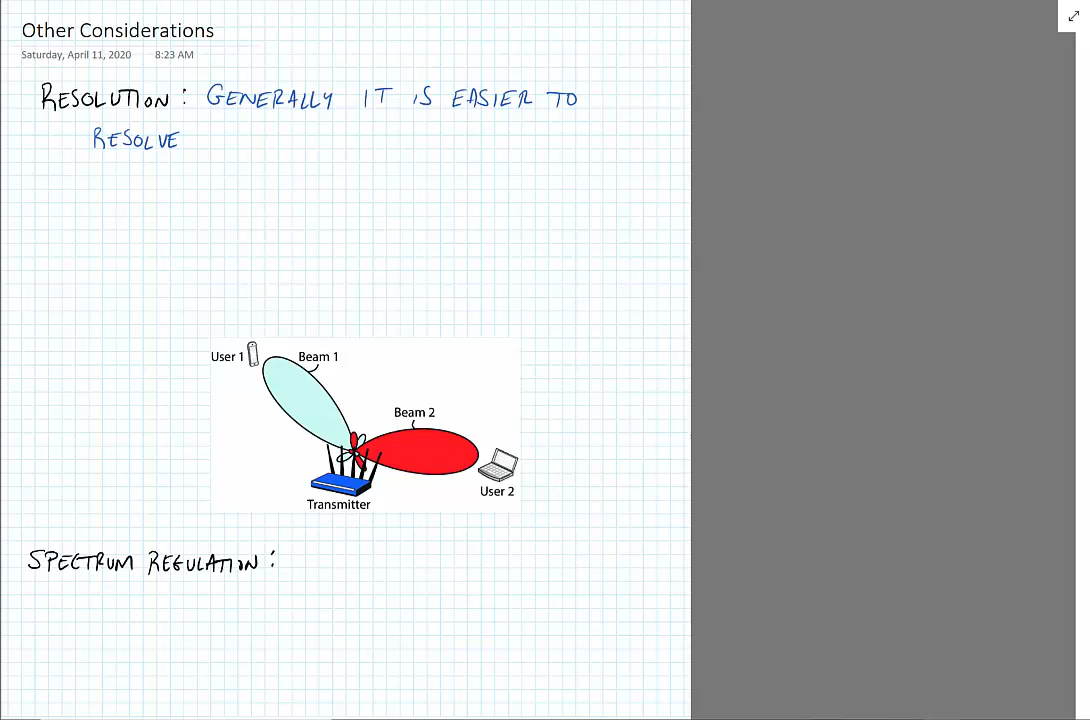 Other Considerations
Saturday, April 11, 2020 8:23 AM
RESOLUTION: GENERALLY IT IS EASIER TO
RESOLVE
User 1
Beam 1
Beam 2
User 2
Transmitter
SPECTRUM REGULATION: